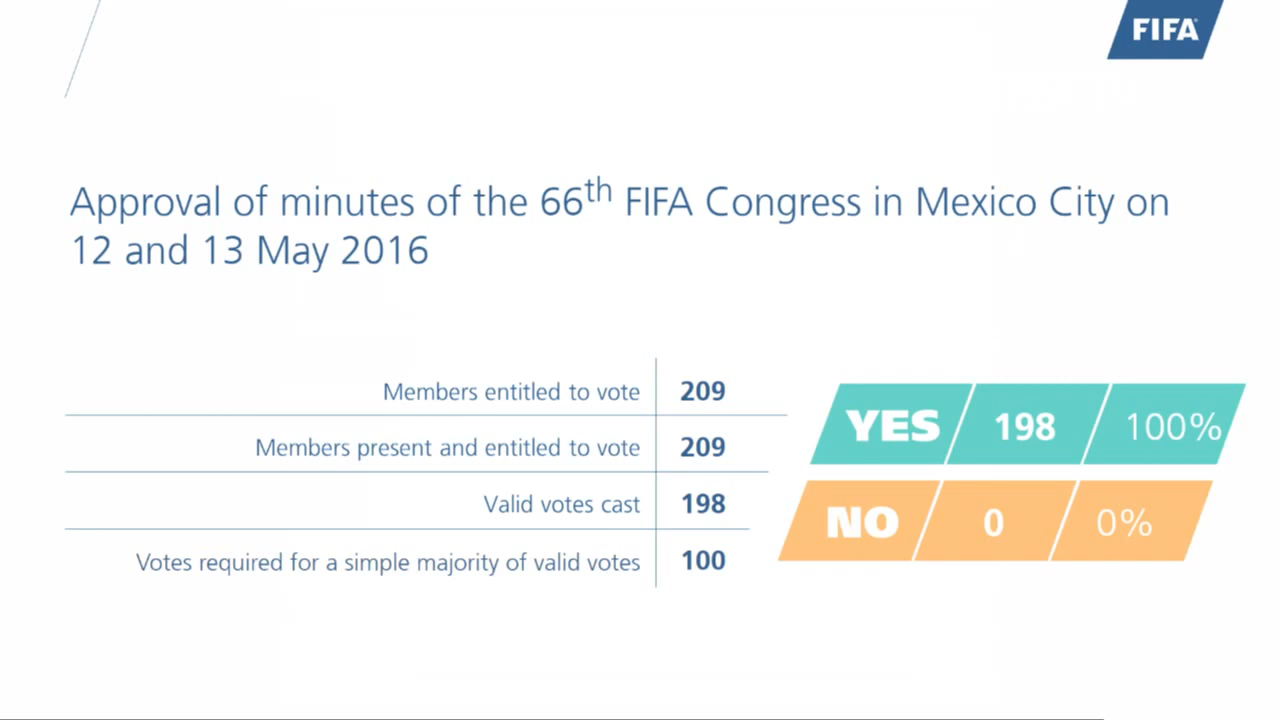 FIFA
Approval of minutes of the 66th FIFA Congress in Mexico City on
12 and 13 May 2016
Members entitled to vote 209
Members present and entitled to vote 209
Valid votes cast 198
Votes required for a simple majority of valid votes 100
YES 198 100%
NO 0 0%